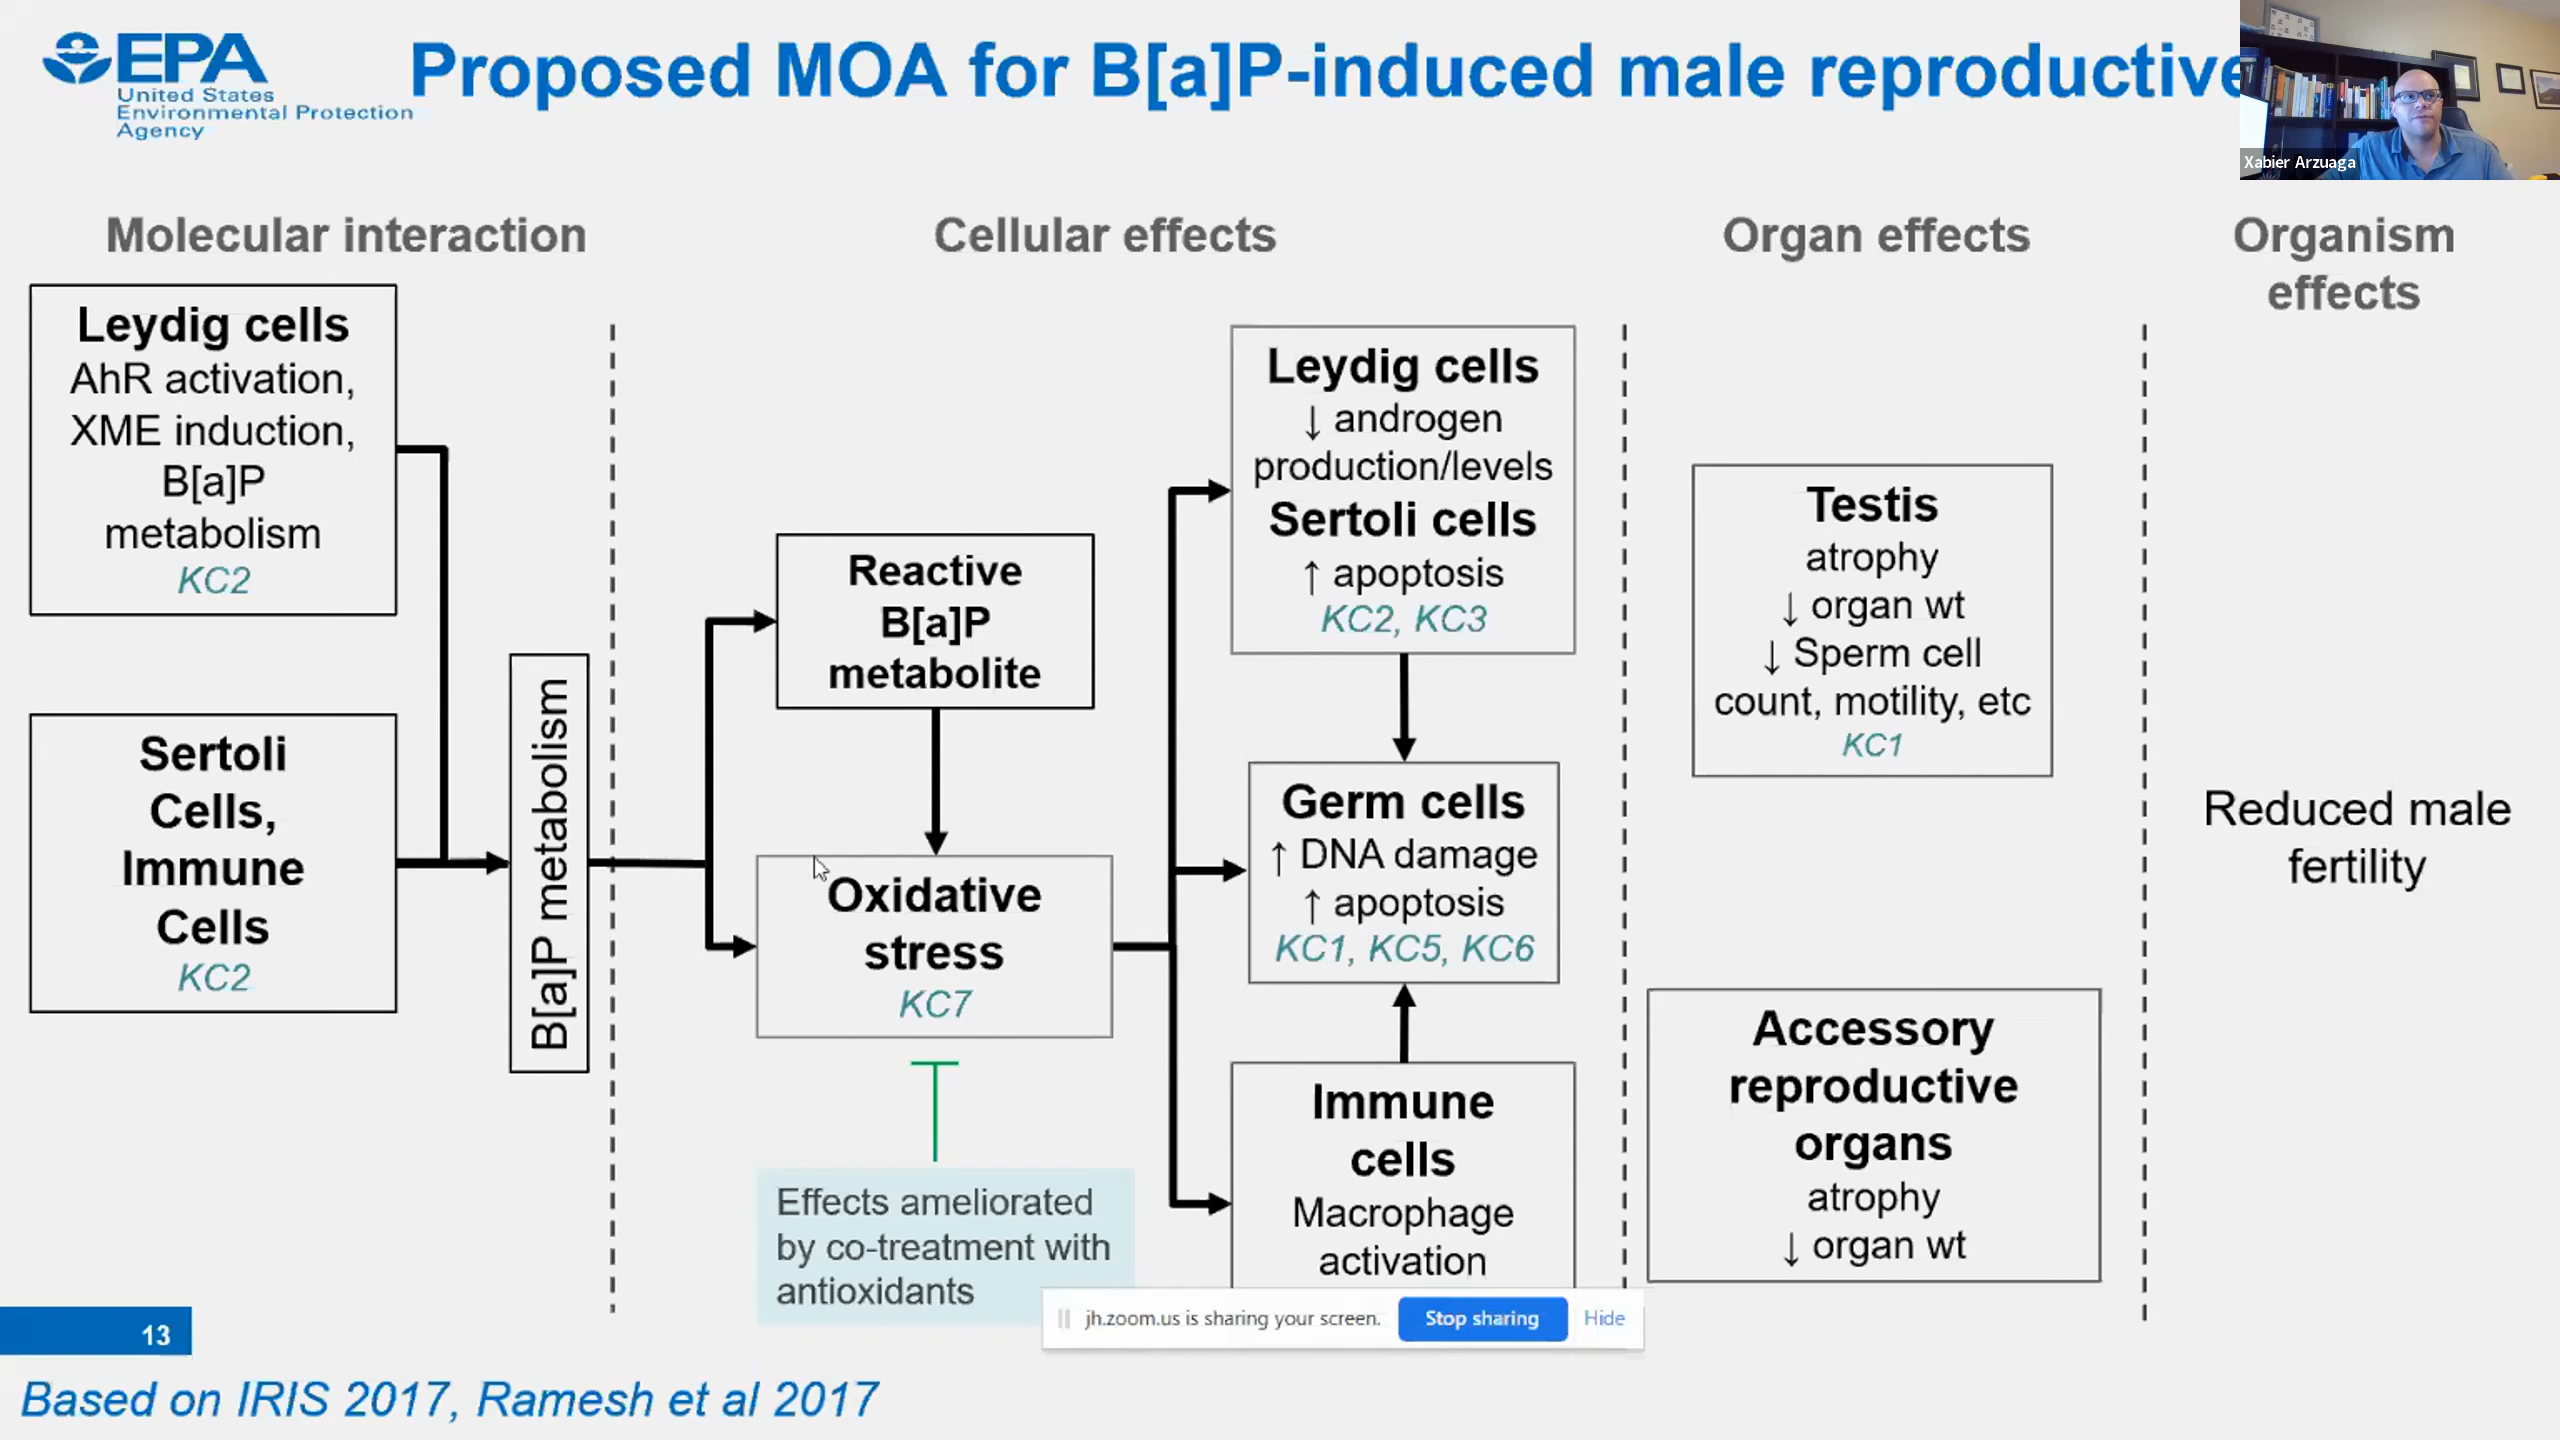 EPA
United States
Environmental Protection
Agency
Proposed MOA for B[a]P-induced male reproductive
Xabier Arzuaga
Molecular interaction
Cellular effects
Organ effects
Organism
effects
Leydig cells
AhR activation,
XME induction,
B[a]P
metabolism
KC2
Sertoli
Cells,
Immune
Cells
KC2
B[a]P metabolism
Reactive
B[a]P
metabolite
Oxidative
stress
KC7
Effects ameliorated
by co-treatment with
antioxidants
Leydig cells
↓ androgen
production/levels
Sertoli cells
↑ apoptosis
KC2, KC3
Germ cells
↑ DNA damage
↑ apoptosis
KC1, KC5, KC6
Immune
cells
Macrophage
activation
Testis
atrophy
↓ organ wt
↓ Sperm cell
count, motility, etc
KC1
Accessory
reproductive
organs
atrophy
↓ organ wt
Reduced male
fertility
jh.zoom.us is sharing your screen.
Stop sharing
Hide
13
Based on IRIS 2017, Ramesh et al 2017